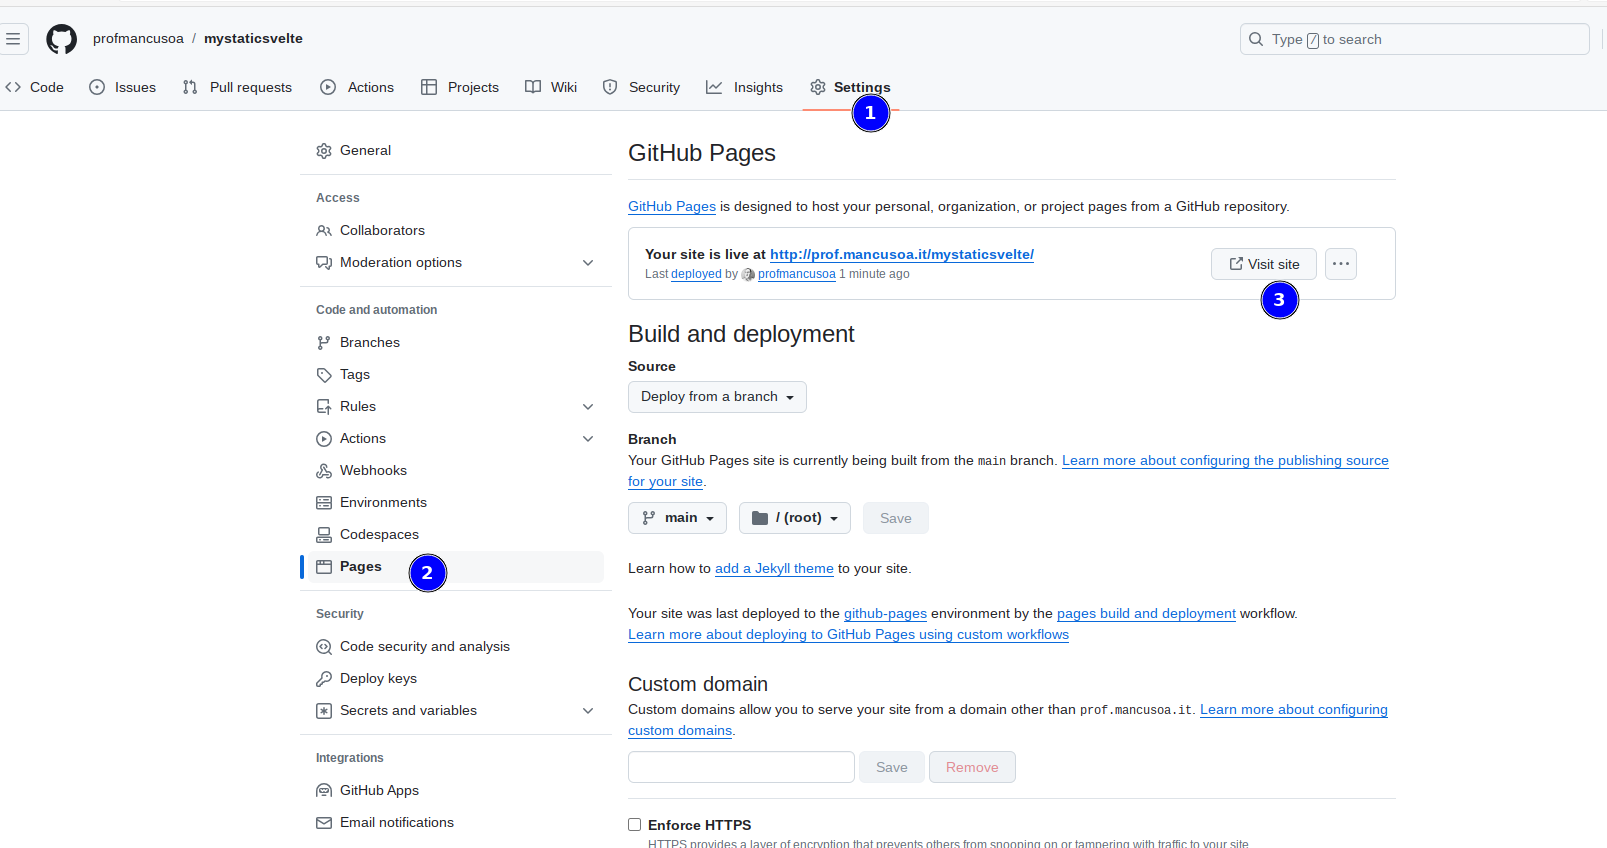 profmancusoa / mystaticsvelte
Type / to search
Code Issues Pull requests Actions Projects Wiki Security Insights Settings
1
General
Access
Collaborators
Moderation options
Code and automation
Branches
Tags
Rules
Actions
Webhooks
Environments
Codespaces
Pages
2
Security
Code security and analysis
Deploy keys
Secrets and variables
Integrations
GitHub Apps
Email notifications
GitHub Pages
GitHub Pages is designed to host your personal, organization, or project pages from a GitHub repository.
Your site is live at http://prof.mancusoa.it/mystaticsvelte/
Last deployed by profmancusoa 1 minute ago
Visit site
3
Build and deployment
Source
Deploy from a branch
Branch
Your GitHub Pages site is currently being built from the main branch. Learn more about configuring the publishing source
for your site.
main / (root) Save
Learn how to add a Jekyll theme to your site.
Your site was last deployed to the github-pages environment by the pages build and deployment workflow.
Learn more about deploying to GitHub Pages using custom workflows
Custom domain
Custom domains allow you to serve your site from a domain other than prof.mancusoa.it. Learn more about configuring
custom domains.
Save Remove
Enforce HTTPS
HTTPS provides a layer of encryption that prevents others from snooping on or tampering with traffic to your site